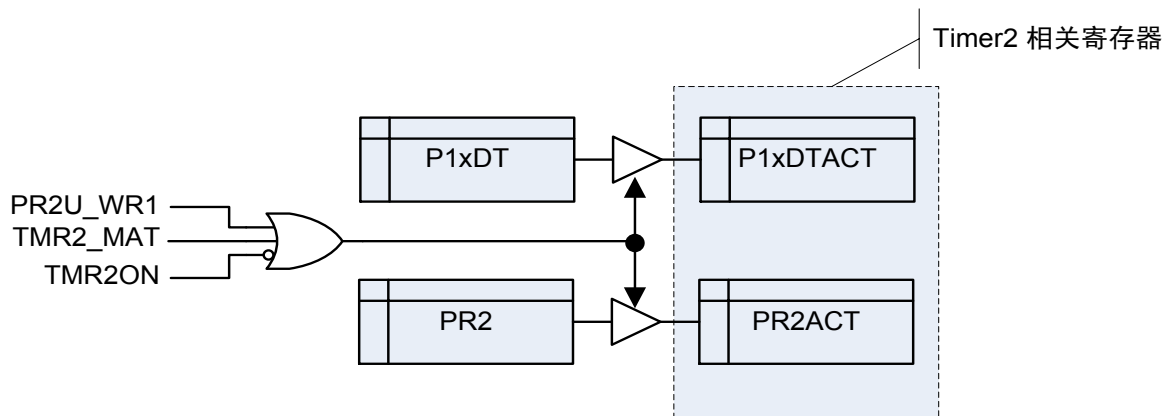 Timer2 相关寄存器
P1xDT
P1xDTACT
PR2U_WR1
TMR2_MAT
TMR2ON
PR2
PR2ACT